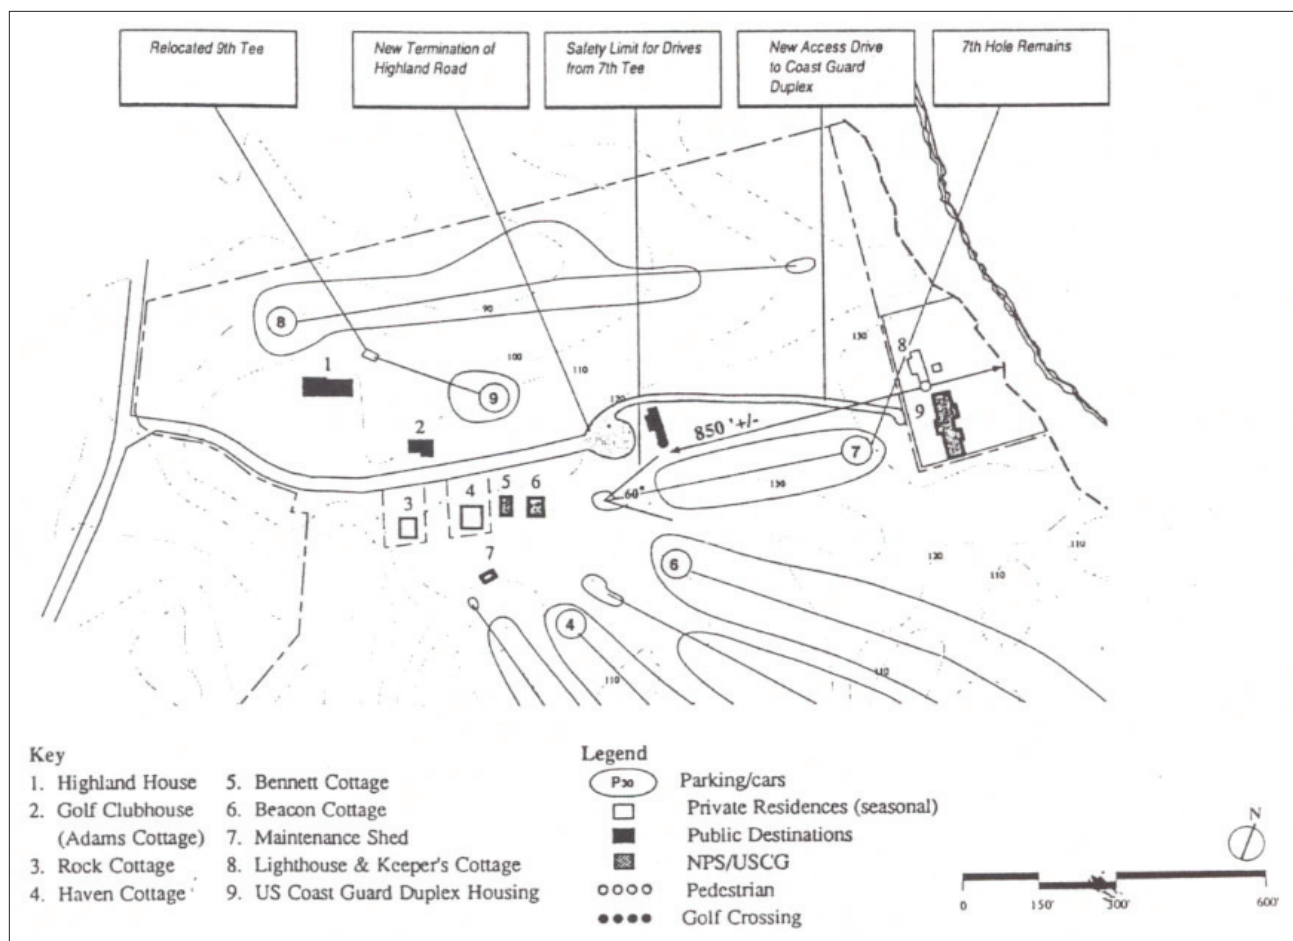 Relocated 9th Tee
New Termination of
Highland Road
Safety Limit for Drives
from 7th Tee
New Access Drive
to Coast Guard
Duplex
7th Hole Remains
8
90
1
100
110
9
120
2
130
8
9
850 '+/-
7
130
60°
3
4
5
6
7
6
120
110
110
4
110
110
Key
1. Highland House
2. Golf Clubhouse
(Adams Cottage)
3. Rock Cottage
4. Haven Cottage
5. Bennett Cottage
6. Beacon Cottage
7. Maintenance Shed
8. Lighthouse & Keeper's Cottage
9. US Coast Guard Duplex Housing
Legend
P30 Parking/cars
Private Residences (seasonal)
Public Destinations
NPS/USCG
Pedestrian
Golf Crossing
N
0 150' 300' 600'